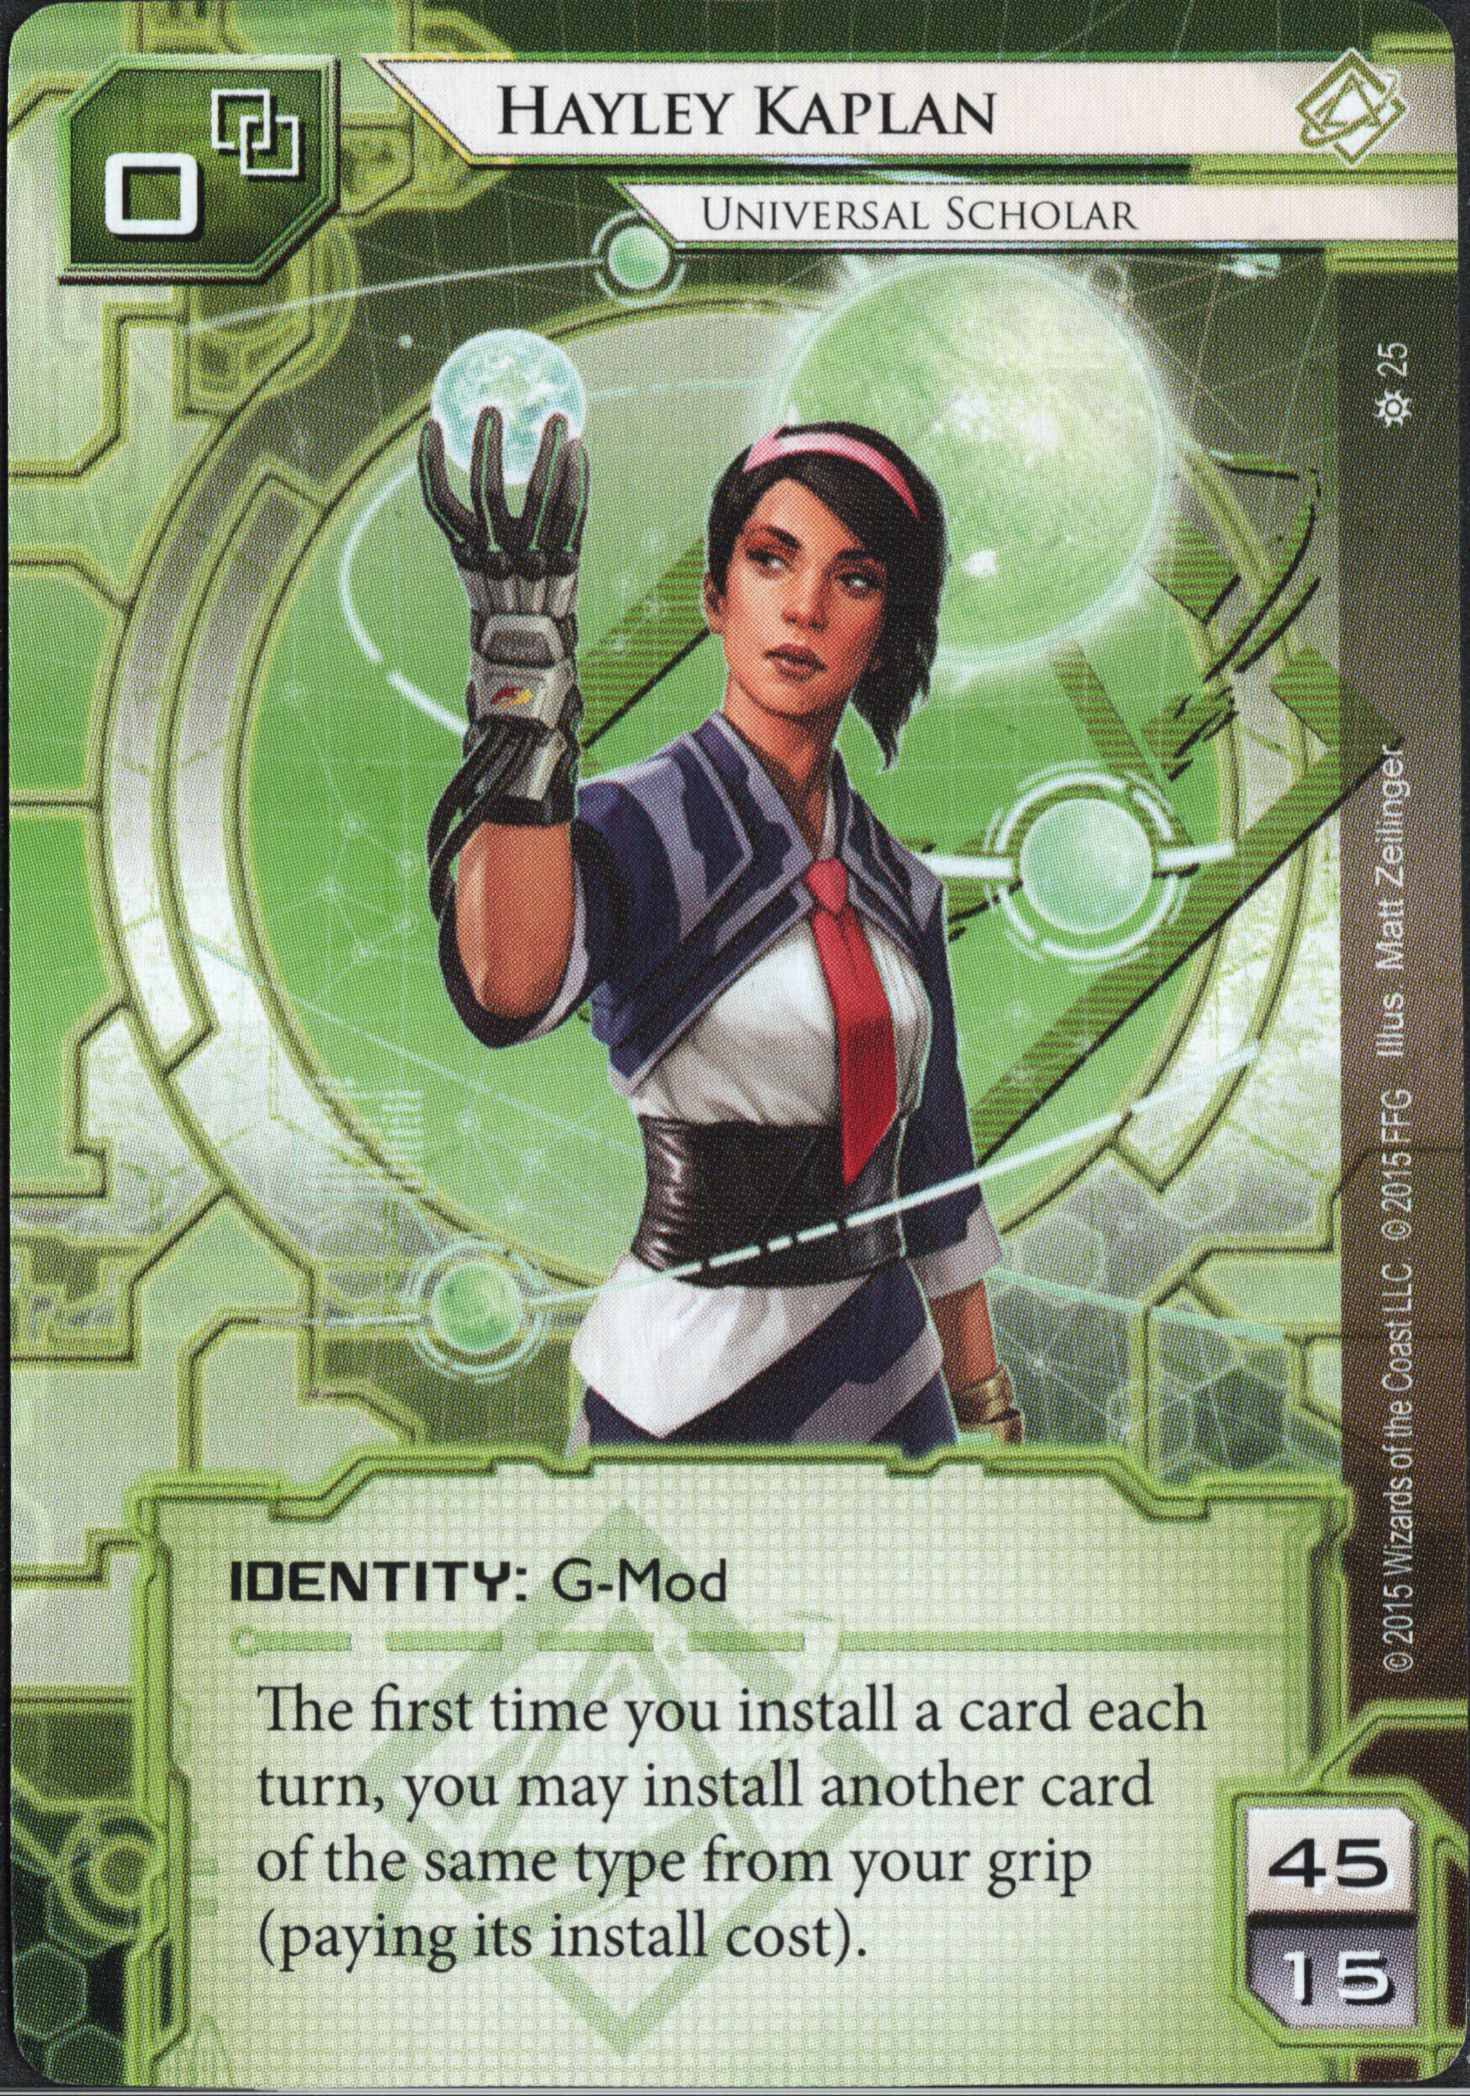 0
HAYLEY KAPLAN
UNIVERSAL SCHOLAR
25
© 2015 Wizards of the Coast LLC. © 2015 FFG Illus. Matt Zeilinger
IDENTITY: G-Mod
The first time you install a card each
turn, you may install another card
of the same type from your grip
(paying its install cost).
45
15